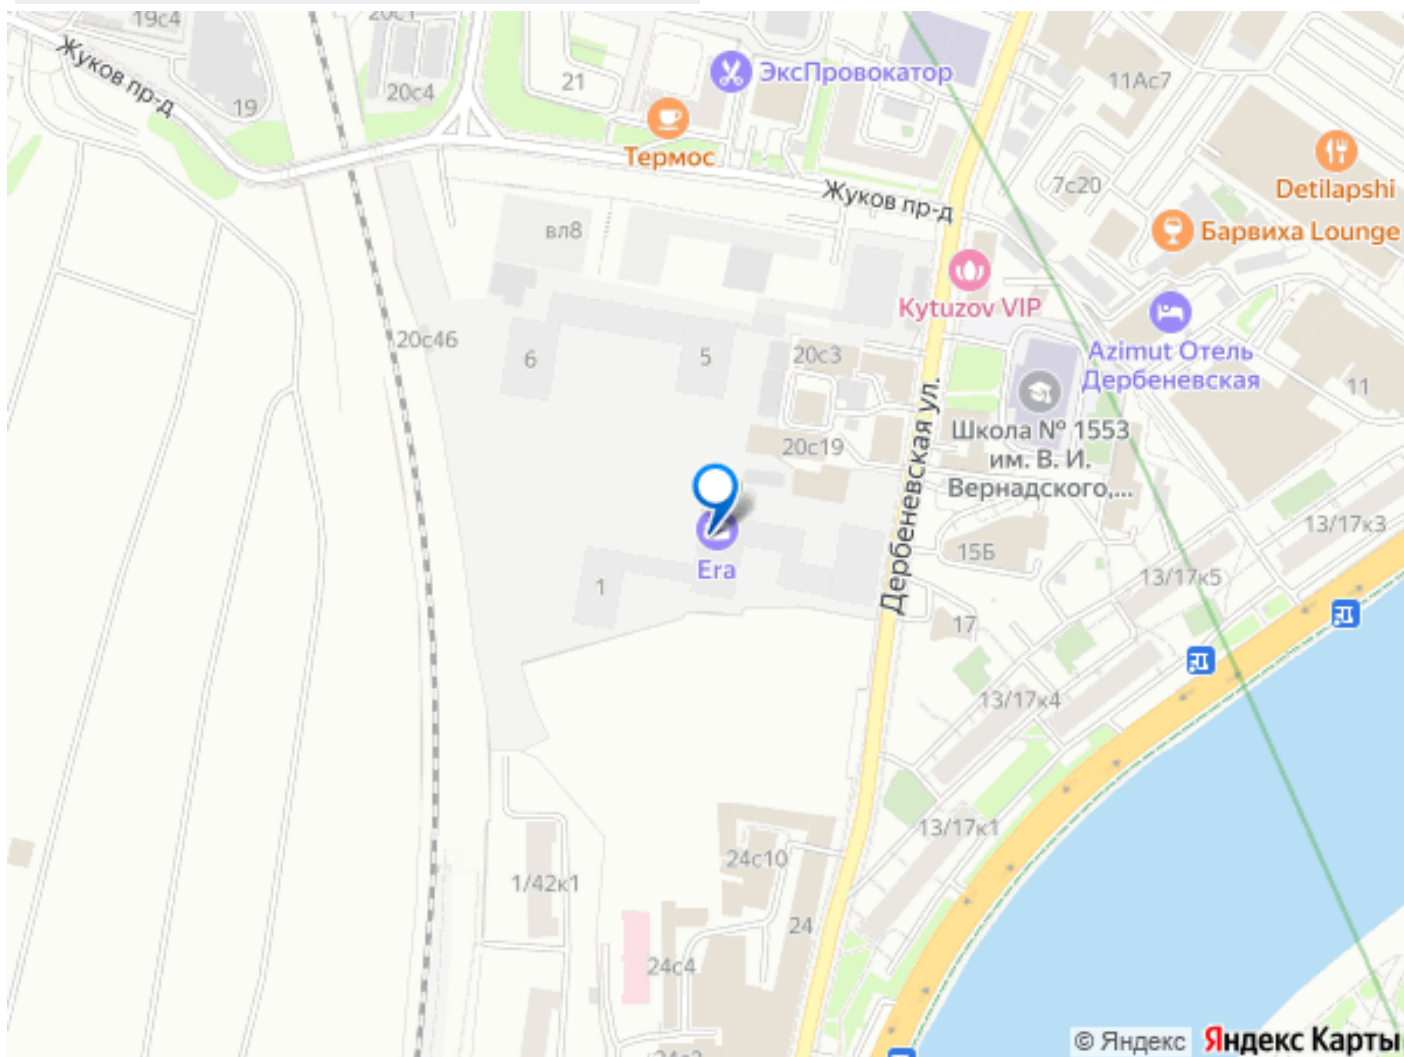 19с4
20с1
Жуков пр-д
19
20с4
21
ЭксПровокатор
Термос
11Ас7
Detilapshi
7с20
Жуков пр-д
Барвиха Lounge
вл8
Kytuzov VIP
20с46
6
5
20с3
Azimut Отель
Дербеневская
11
Дербеневская ул.
Школа № 1553
им. В. И.
Вернадского,...
20с19
13/17к3
15Б
Era
1
13/17к5
17
13/17к4
13/17к1
24с10
1/42к1
24
24с4
© Яндекс
Яндекс Карты